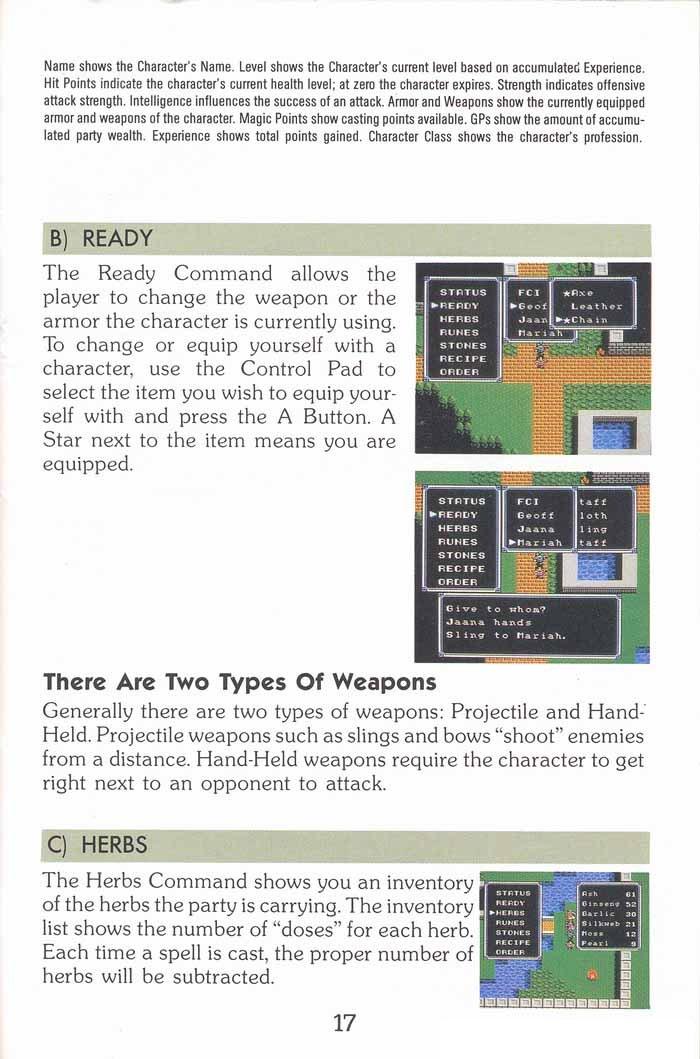 Name shows the Character's Name. Level shows the Character's current level based on accumulated Experience.
Hit Points indicate the character's current health level; at zero the character expires. Strength indicates offensive
attack strength. Intelligence influences the success of an attack. Armor and Weapons show the currently equipped
armor and weapons of the character. Magic Points show casting points available. GPs show the amount of accumu-
lated party wealth. Experience shows total points gained. Character Class shows the character's profession.
B) READY
The Ready Command allows the
player to change the weapon or the
armor the character is currently using.
To change or equip yourself with a
character, use the Control Pad to
select the item you wish to equip your-
self with and press the A Button. A
Star next to the item means you are
equipped.
STATUS
▶READY
HERBS
RUNES
STONES
RECIPE
ORDER
FCI
▶Geof
Jaan
Mariah
★Axe
Leather
▶★Chain
STATUS
▶READY
HERBS
RUNES
STONES
RECIPE
ORDER
FCI
Geoff
Jaana
▶Mariah
taff
loth
ling
taff
Give to whom?
Jaana hands
Sling to Mariah.
There Are Two Types Of Weapons
Generally there are two types of weapons: Projectile and Hand-
Held. Projectile weapons such as slings and bows “shoot” enemies
from a distance. Hand-Held weapons require the character to get
right next to an opponent to attack.
C) HERBS
The Herbs Command shows you an inventory
of the herbs the party is carrying. The inventory
list shows the number of “doses” for each herb.
Each time a spell is cast, the proper number of
herbs will be subtracted.
STATUS
READY
▶HERBS
RUNES
STONES
RECIPE
ORDER
Ash 61
Ginseng 52
Garlic 30
Silkweb 21
Moss 12
Pearl 9
17